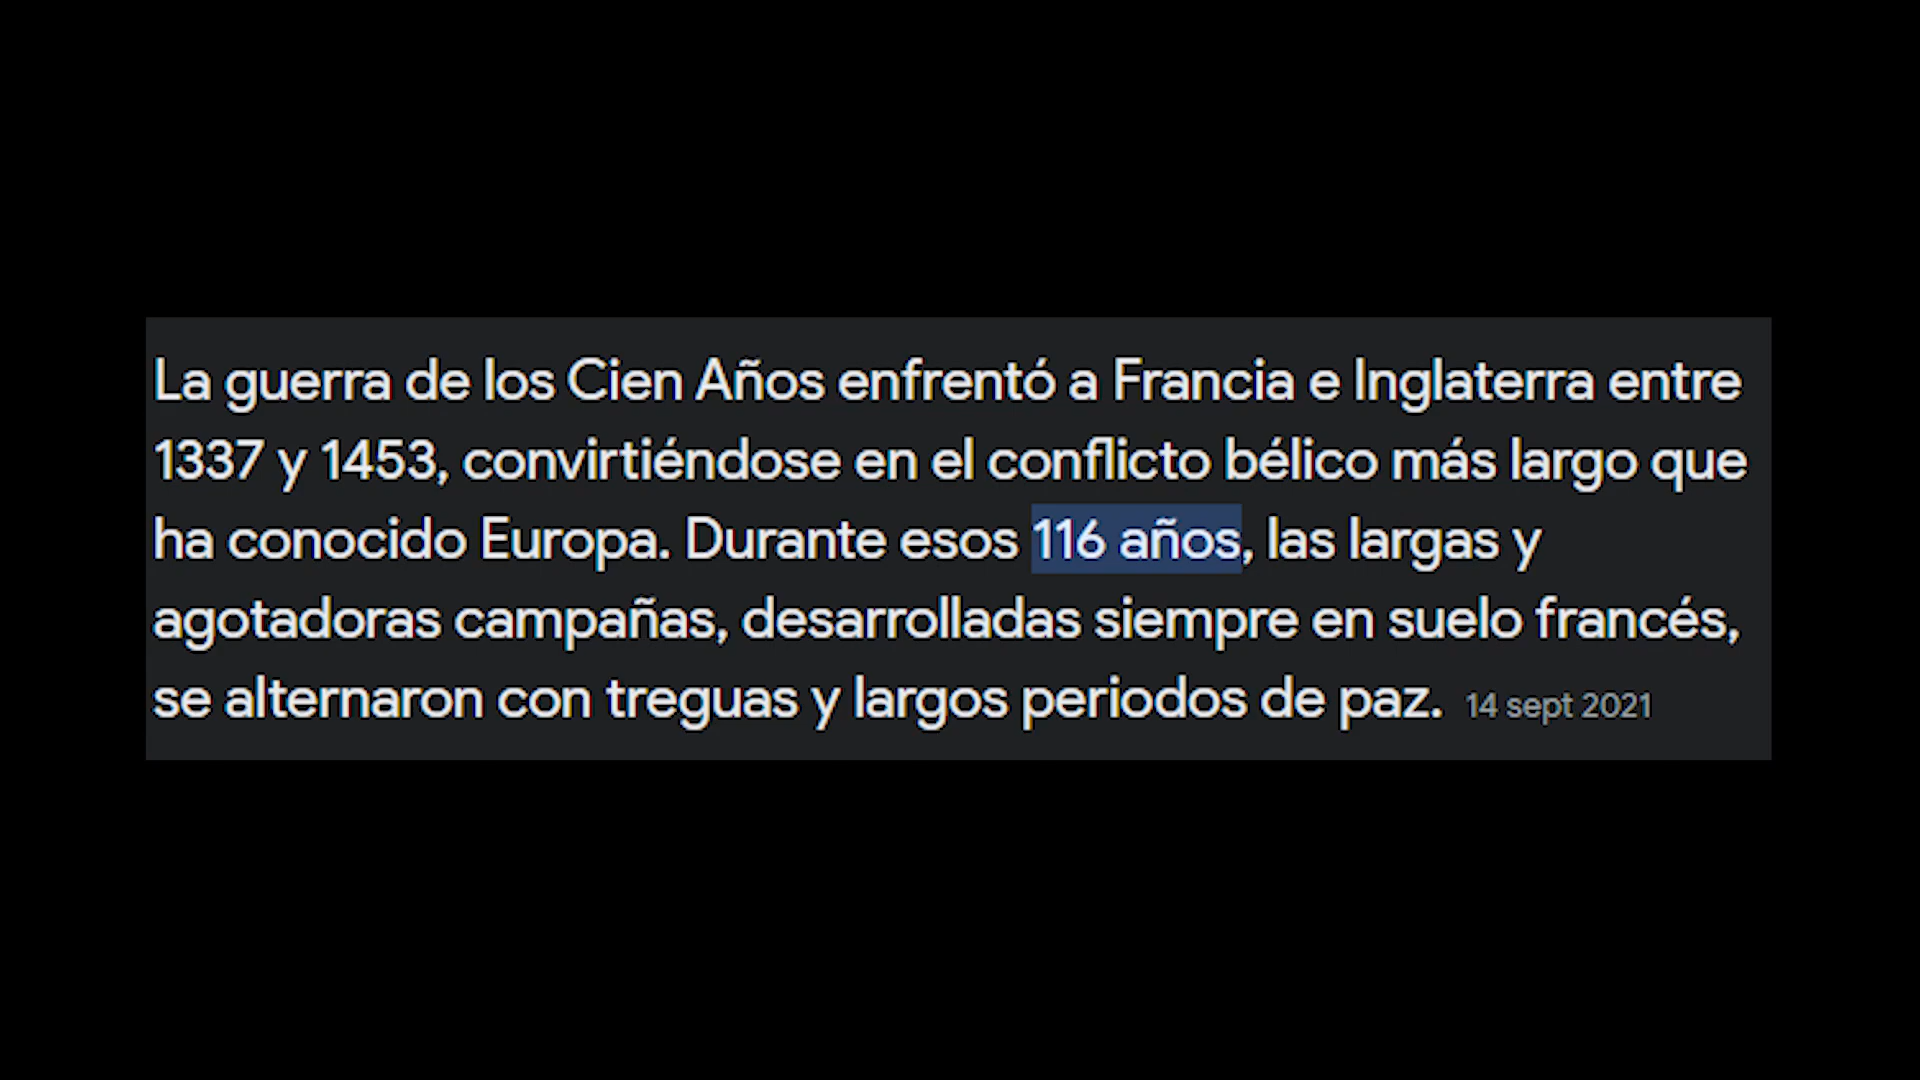 La guerra de los Cien Años enfrentó a Francia e Inglaterra entre
1337 y 1453, convirtiéndose en el conflicto bélico más largo que
ha conocido Europa. Durante esos 116 años, las largas y
agotadoras campañas, desarrolladas siempre en suelo francés,
se alternaron con treguas y largos periodos de paz. 14 sept 2021